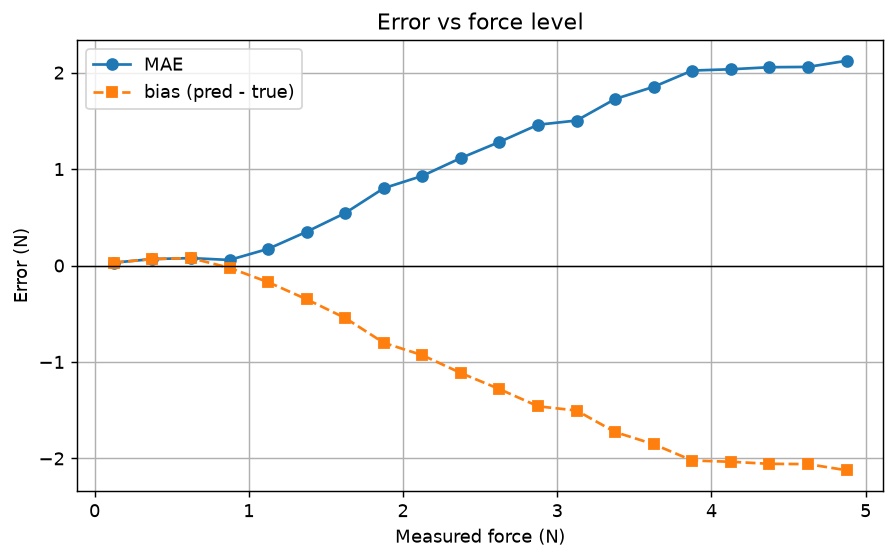 Error vs force level
MAE
bias (pred - true)
2
1
0
−1
−2
Error (N)
0 1 2 3 4 5
Measured force (N)